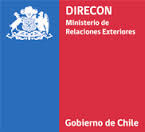 DIRECON
Ministerio de
Relaciones Exteriores
Gobierno de Chile